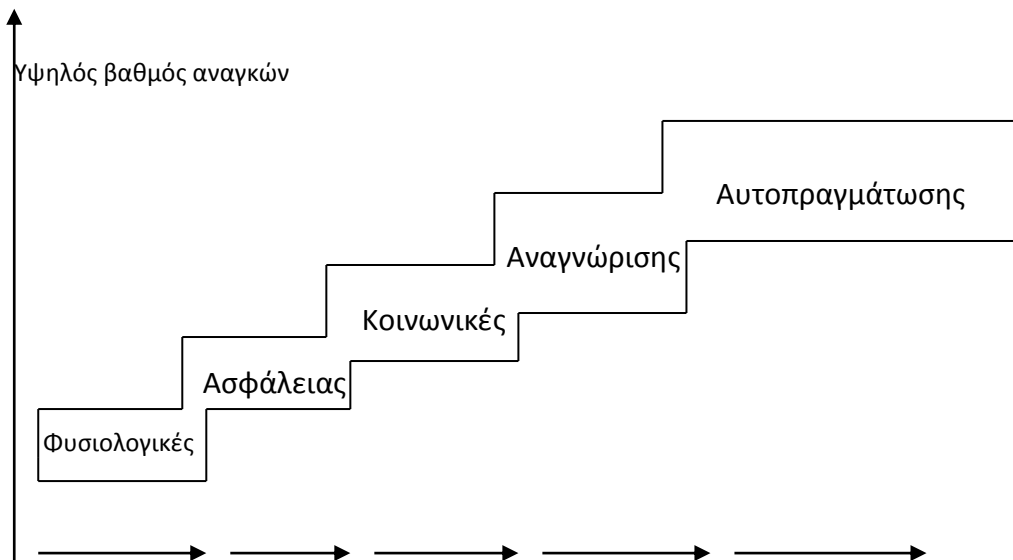 Υψηλός βαθμός αναγκών
Αυτοπραγμάτωσης
Αναγνώρισης
Κοινωνικές
Ασφάλειας
Φυσιολογικές